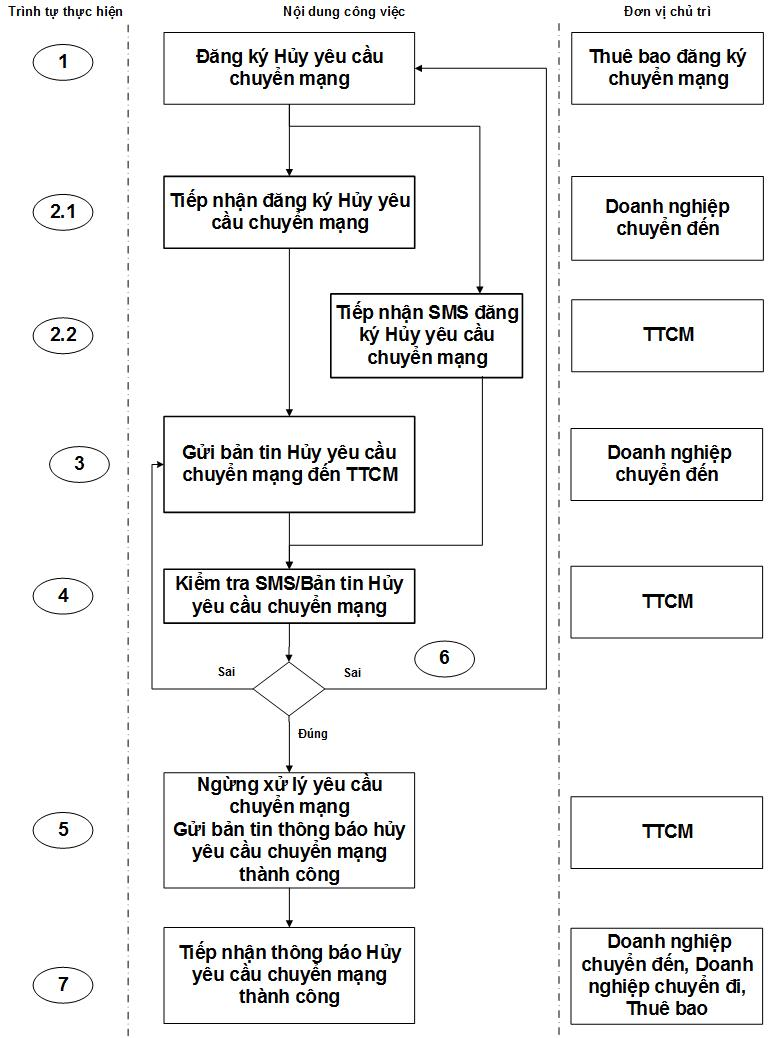 Trình tự thực hiện
Nội dung công việc
Đơn vị chủ trì
1
Đăng ký Hủy yêu cầu
chuyển mạng
Thuê bao đăng ký
chuyển mạng
2.1
Tiếp nhận đăng ký Hủy yêu
cầu chuyển mạng
Doanh nghiệp
chuyển đến
2.2
Tiếp nhận SMS đăng
ký Hủy yêu cầu
chuyển mạng
TTCM
3
Gửi bản tin Hủy yêu cầu
chuyển mạng đến TTCM
Doanh nghiệp
chuyển đến
4
Kiểm tra SMS/Bản tin Hủy
yêu cầu chuyển mạng
TTCM
6
Sai
Sai
Đúng
5
Ngừng xử lý yêu cầu
chuyển mạng
Gửi bản tin thông báo hủy
yêu cầu chuyển mạng
thành công
TTCM
7
Tiếp nhận thông báo Hủy
yêu cầu chuyển mạng
thành công
Doanh nghiệp
chuyển đến, Doanh
nghiệp chuyển đi,
Thuê bao